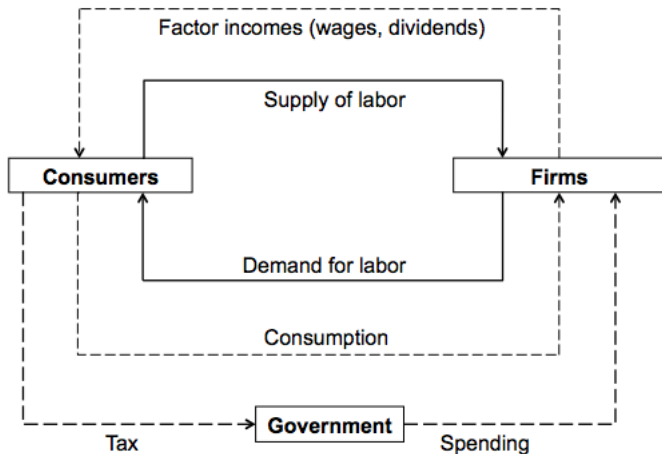 Factor incomes (wages, dividends)
Supply of labor
Consumers
Firms
Demand for labor
Consumption
Government
Tax
Spending